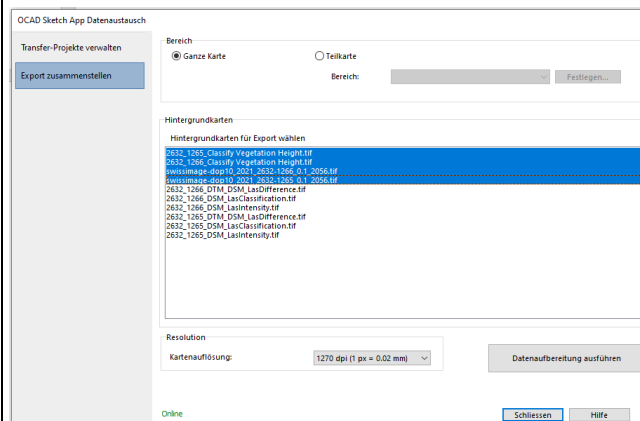 OCAD Sketch App Datenaustausch
Transfer-Projekte verwalten
Export zusammenstellen
Bereich
Ganze Karte
Teilkarte
Bereich:
Festlegen...
Hintergrundkarten
Hintergrundkarten für Export wählen
2632_1265_Classify Vegetation Height.tif
2632_1266_Classify Vegetation Height.tif
swissimage-dop10_2021_2632-1266_0.1_2056.tif
swissimage-dop10_2021_2632-1265_0.1_2056.tif
2632_1266_DTM_DSM_LasDifference.tif
2632_1266_DSM_LasClassification.tif
2632_1266_DSM_LasIntensity.tif
2632_1265_DTM_DSM_LasDifference.tif
2632_1265_DSM_LasClassification.tif
2632_1265_DSM_LasIntensity.tif
Resolution
Kartenauflösung:
1270 dpi (1 px = 0.02 mm)
Datenaufbereitung ausführen
Online
Schliessen
Hilfe